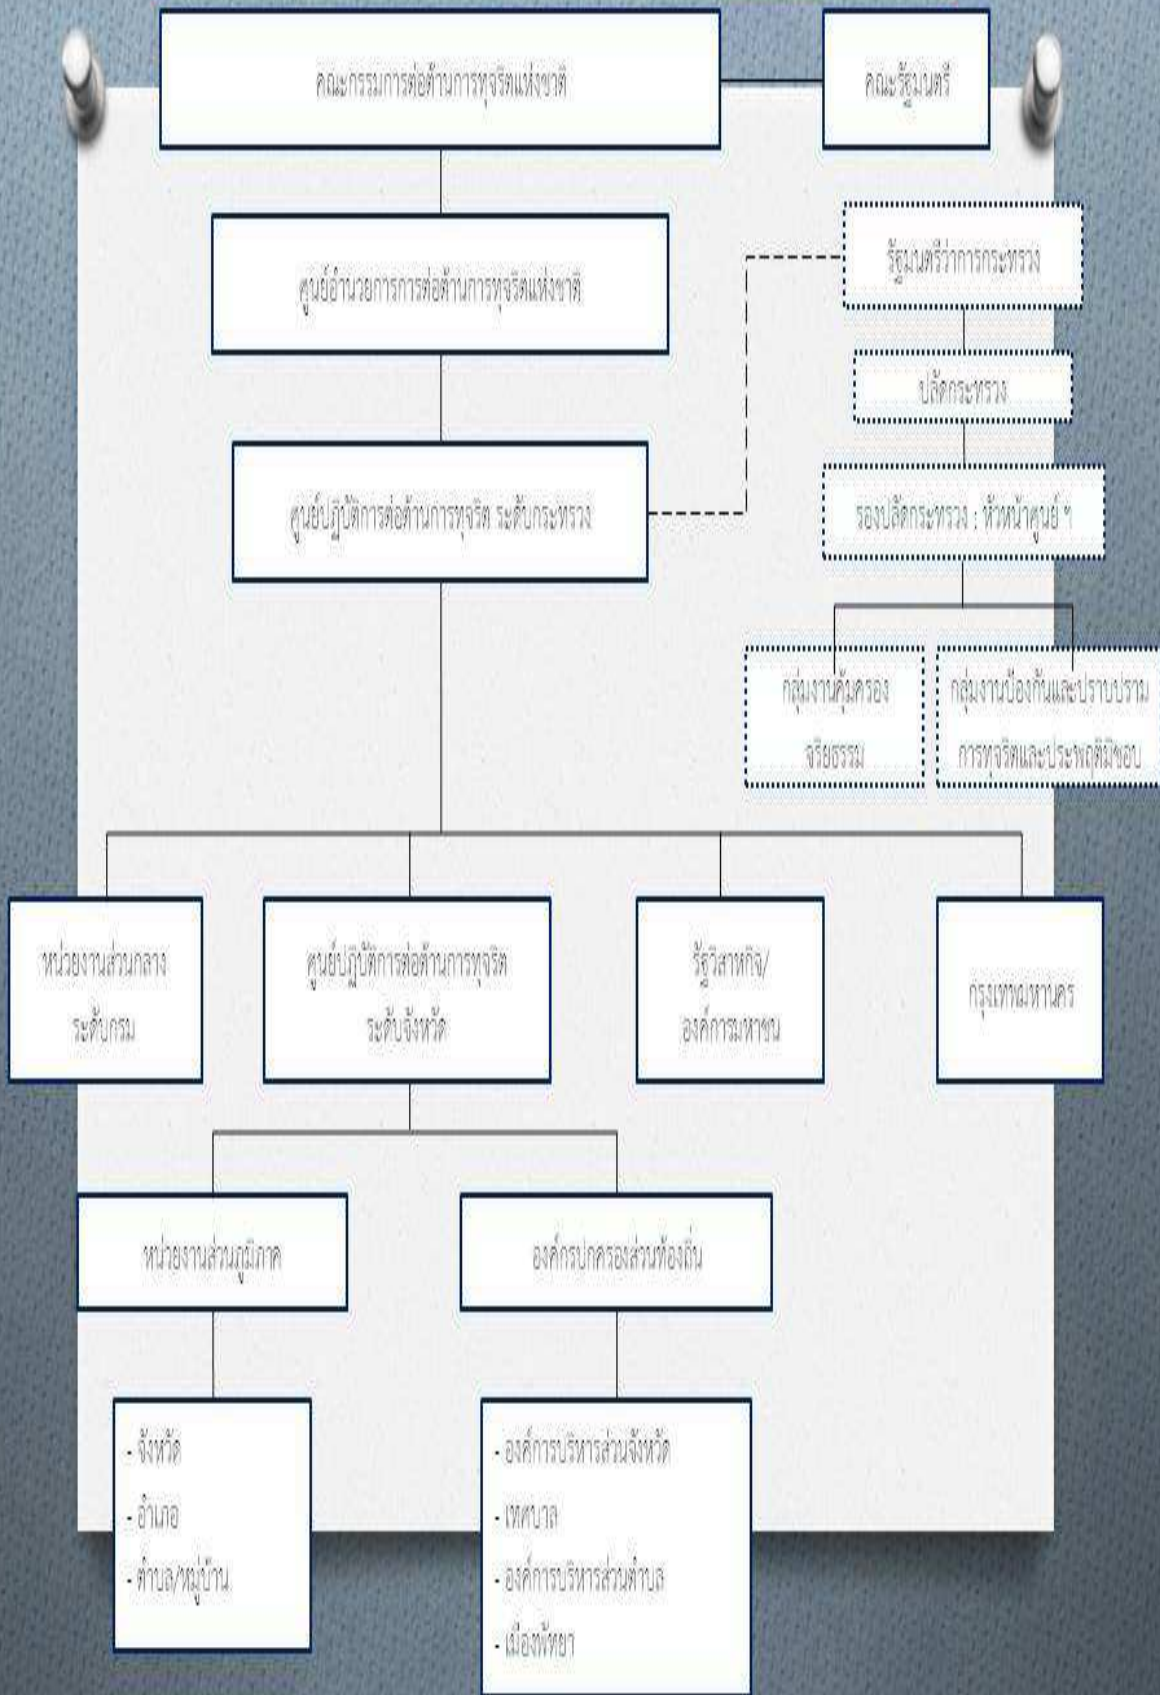 คณะกรรมการต่อต้านการทุจริตแห่งชาติ
คณะรัฐมนตรี
ศูนย์อำนวยการการต่อต้านการทุจริตแห่งชาติ
รัฐมนตรีว่าการกระทรวง
ปลัดกระทรวง
ศูนย์ปฏิบัติการต่อต้านการทุจริต ระดับกระทรวง
รองปลัดกระทรวง : หัวหน้าศูนย์ ฯ
กลุ่มงานคุ้มครอง
จริยธรรม
กลุ่มงานป้องกันและปราบปราม
การทุจริตและประพฤติมิชอบ
หน่วยงานส่วนกลาง
ระดับกรม
ศูนย์ปฏิบัติการต่อต้านการทุจริต
ระดับจังหวัด
รัฐวิสาหกิจ/
องค์การมหาชน
กรุงเทพมหานคร
หน่วยงานส่วนภูมิภาค
องค์กรปกครองส่วนท้องถิ่น
- จังหวัด
- อำเภอ
- ตำบล/หมู่บ้าน
- องค์การบริหารส่วนจังหวัด
- เทศบาล
- องค์การบริหารส่วนตำบล
- เมืองพัทยา